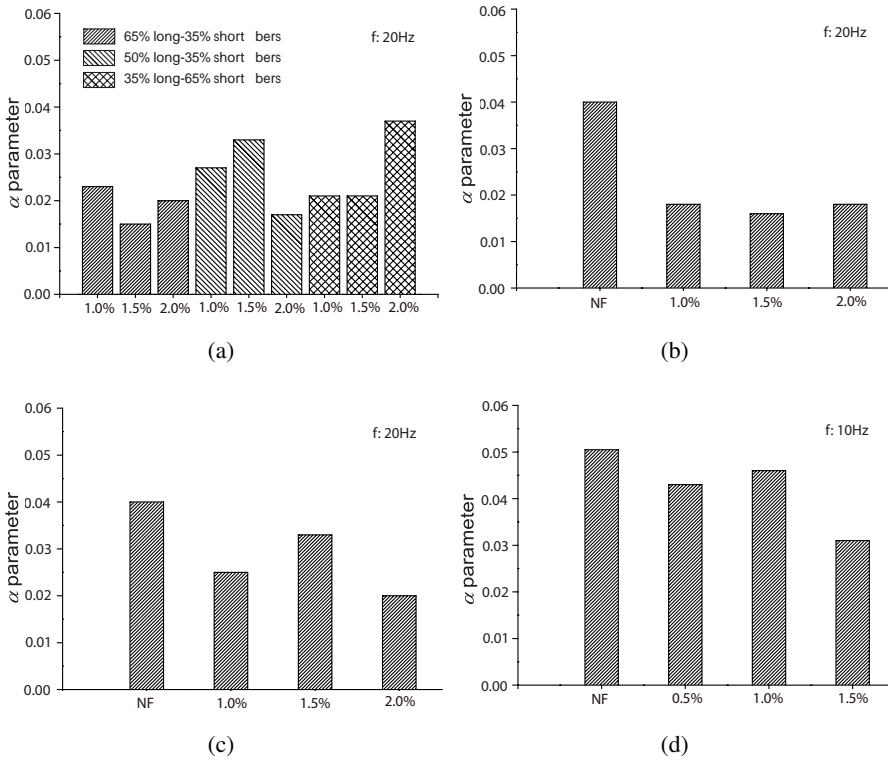 0.06
0.05
0.04
0.03
0.02
0.01
0.00
α parameter
65% long-35% short bers
50% long-35% short bers
35% long-65% short bers
f: 20Hz
1.0% 1.5% 2.0% 1.0% 1.5% 2.0% 1.0% 1.5% 2.0%
(a)
0.06
0.05
0.04
0.03
0.02
0.01
0.00
α parameter
f: 20Hz
NF 1.0% 1.5% 2.0%
(b)
0.06
0.05
0.04
0.03
0.02
0.01
0.00
α parameter
f: 20Hz
NF 1.0% 1.5% 2.0%
(c)
0.06
0.05
0.04
0.03
0.02
0.01
0.00
α parameter
f: 10Hz
NF 0.5% 1.0% 1.5%
(d)